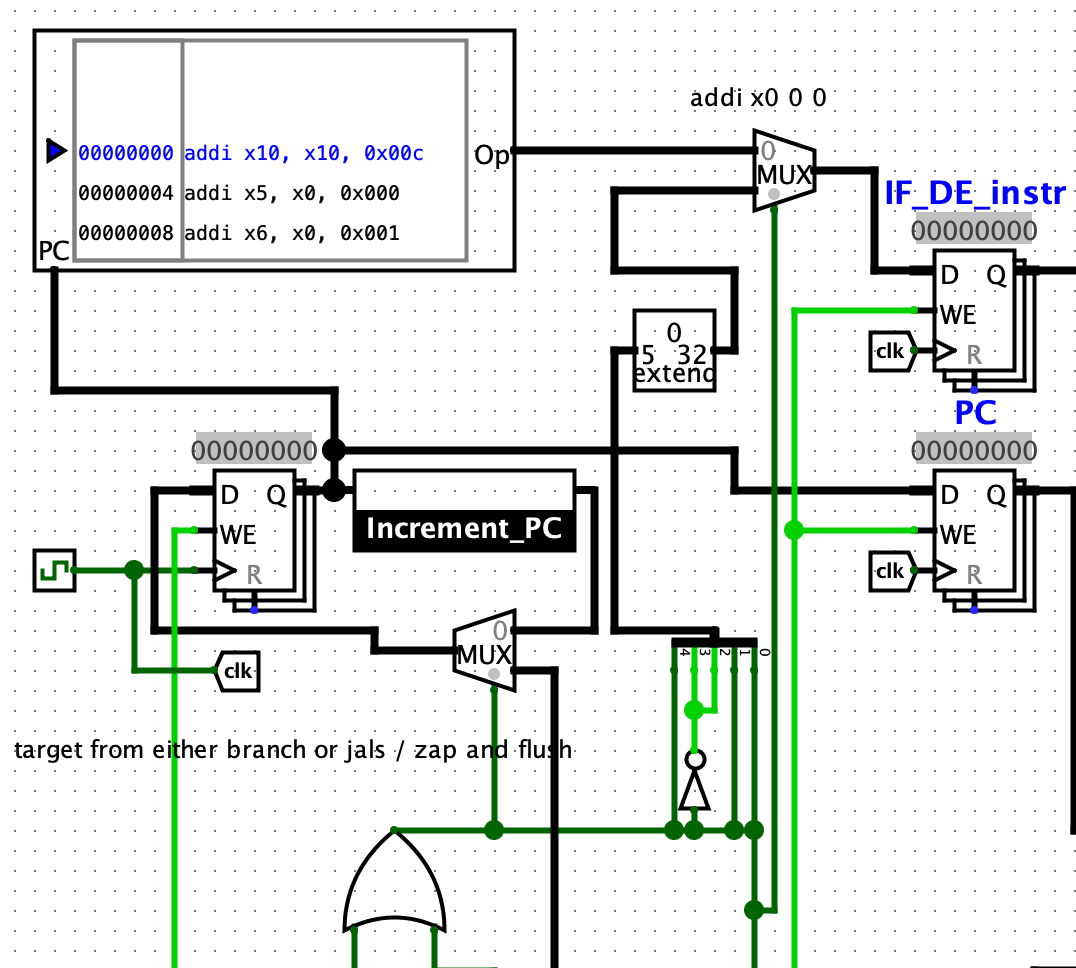 addi x0 0 0
00000000 addi x10, x10, 0x00c
Op
0
MUX
00000004 addi x5, x0, 0x000
IF_DE_instr
00000000
00000008 addi x6, x0, 0x001
PC
D Q
WE
clk
R
0
5 32
extend
PC
00000000
00000000
D Q
WE
R
Increment_PC
D Q
WE
clk
R
0
MUX
clk
4 3 2 1 0
target from either branch or jals / zap and flush